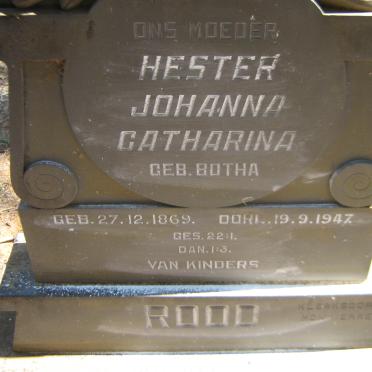 ONS MOEDER
HESTER
JOHANNA
CATHARINA
GEB. BOTHA
GEB. 27.12.1869. OORL. 19.9.1947.
GES. 22:1.
DAN. 1:3.
VAN KINDERS
ROOD